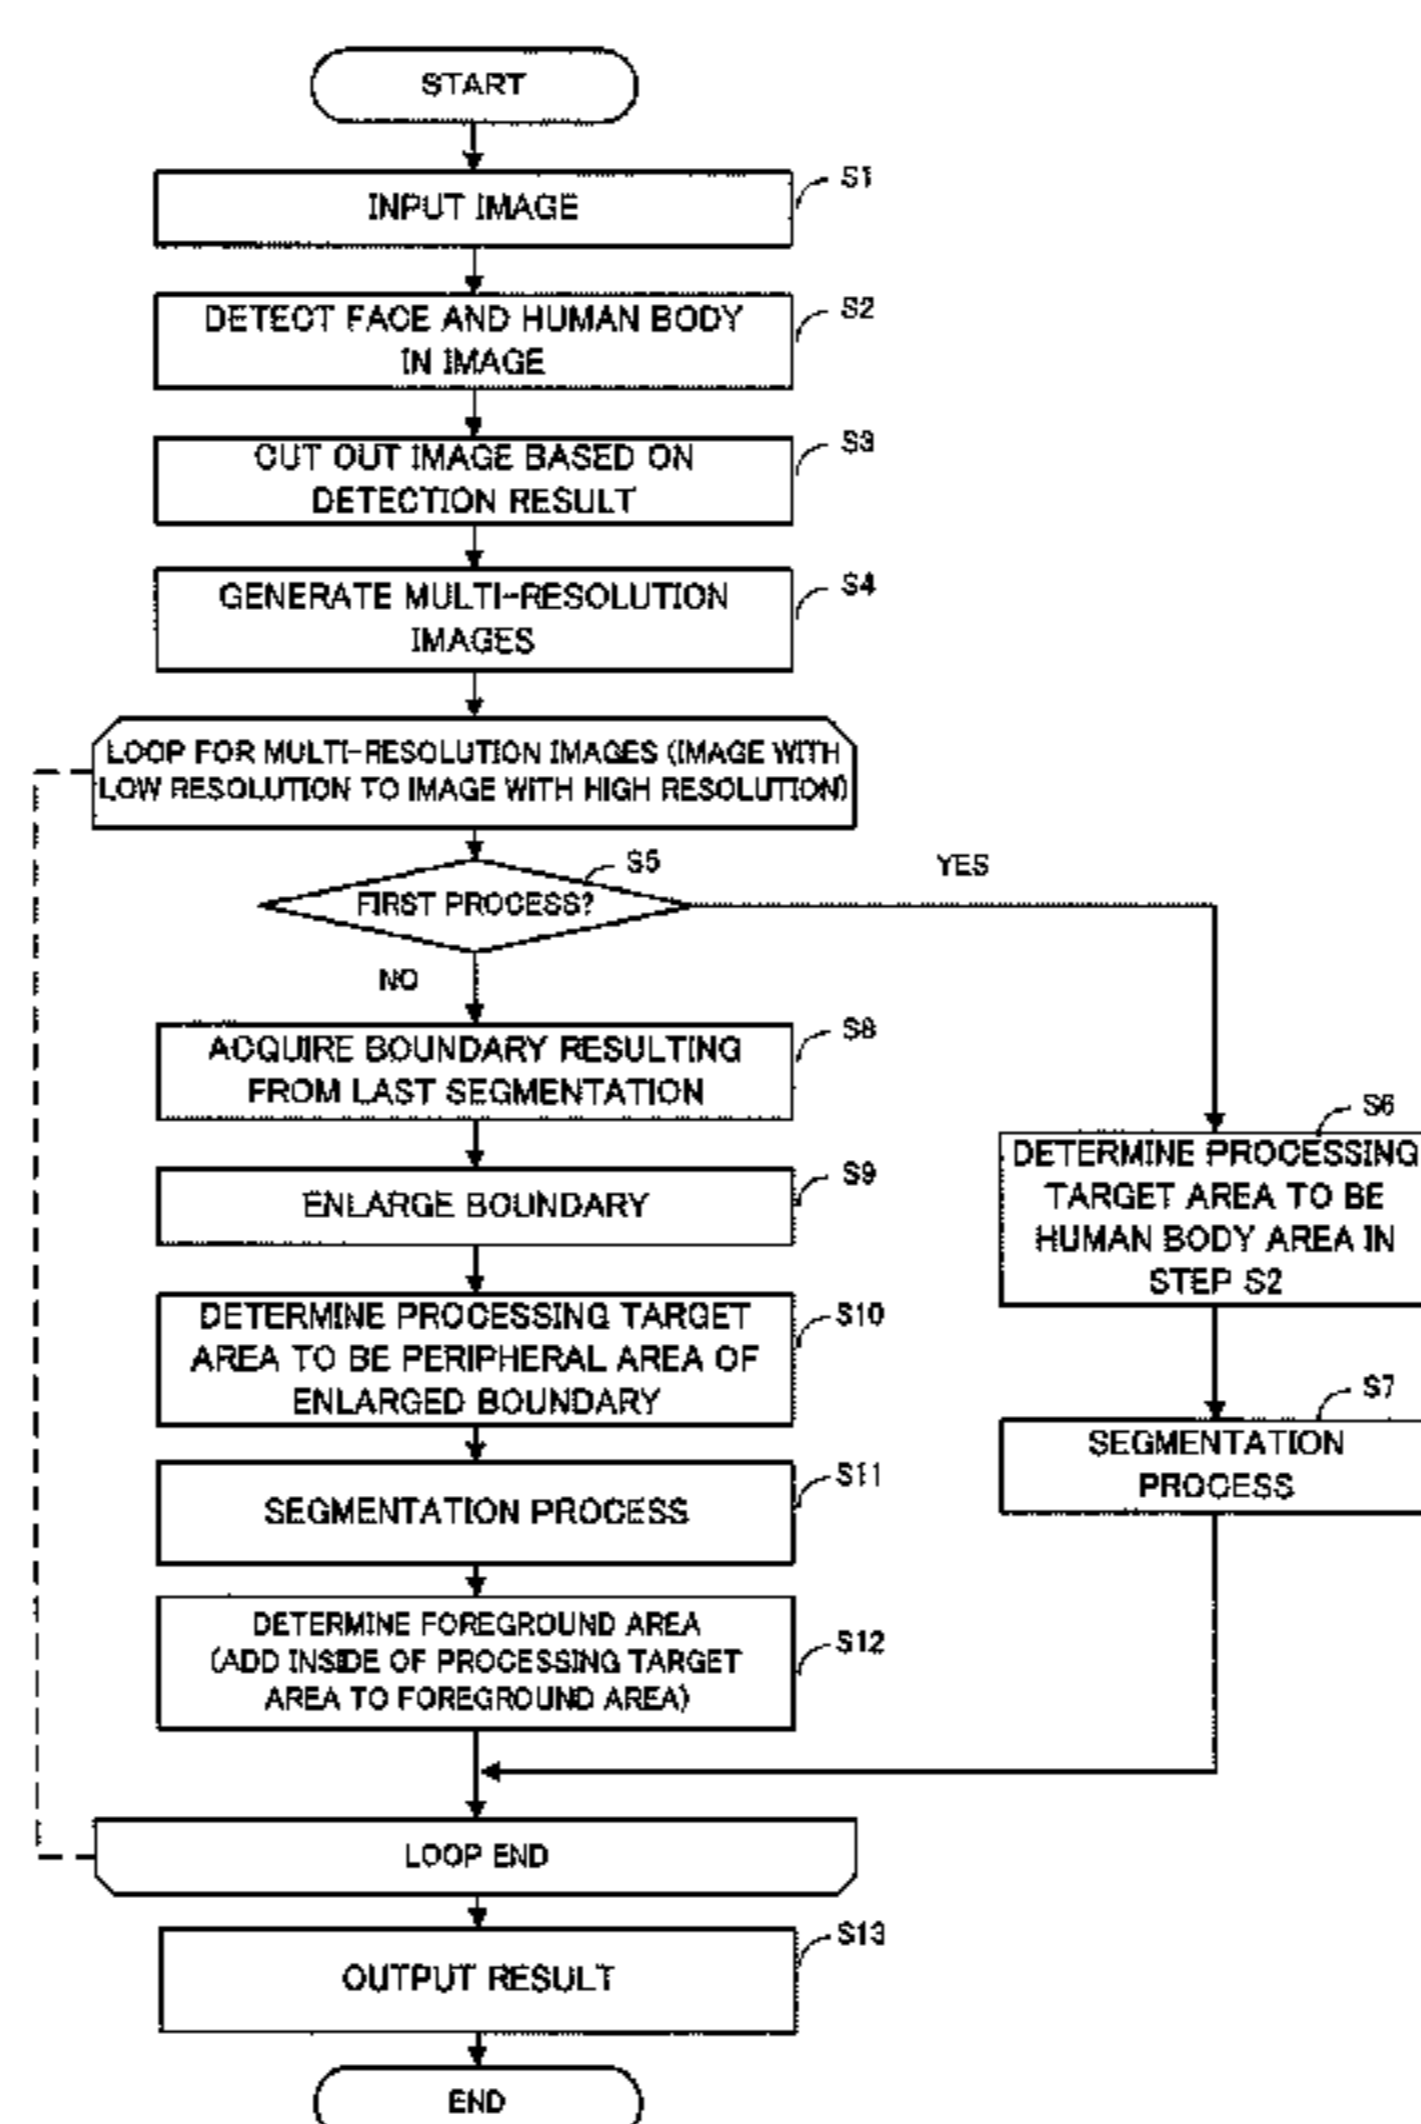 START
S1
INPUT IMAGE
S2
DETECT FACE AND HUMAN BODY
IN IMAGE
S3
CUT OUT IMAGE BASED ON
DETECTION RESULT
S4
GENERATE MULTI-RESOLUTION
IMAGES
LOOP FOR MULTI-RESOLUTION IMAGES (IMAGE WITH
LOW RESOLUTION TO IMAGE WITH HIGH RESOLUTION)
S5
YES
FIRST PROCESS?
NO
S8
ACQUIRE BOUNDARY RESULTING
FROM LAST SEGMENTATION
S9
ENLARGE BOUNDARY
S10
DETERMINE PROCESSING TARGET
AREA TO BE PERIPHERAL AREA OF
ENLARGED BOUNDARY
S11
SEGMENTATION PROCESS
S12
DETERMINE FOREGROUND AREA
(ADD INSIDE OF PROCESSING TARGET
AREA TO FOREGROUND AREA)
S6
DETERMINE PROCESSING
TARGET AREA TO BE
HUMAN BODY AREA IN
STEP S2
S7
SEGMENTATION
PROCESS
LOOP END
S13
OUTPUT RESULT
END